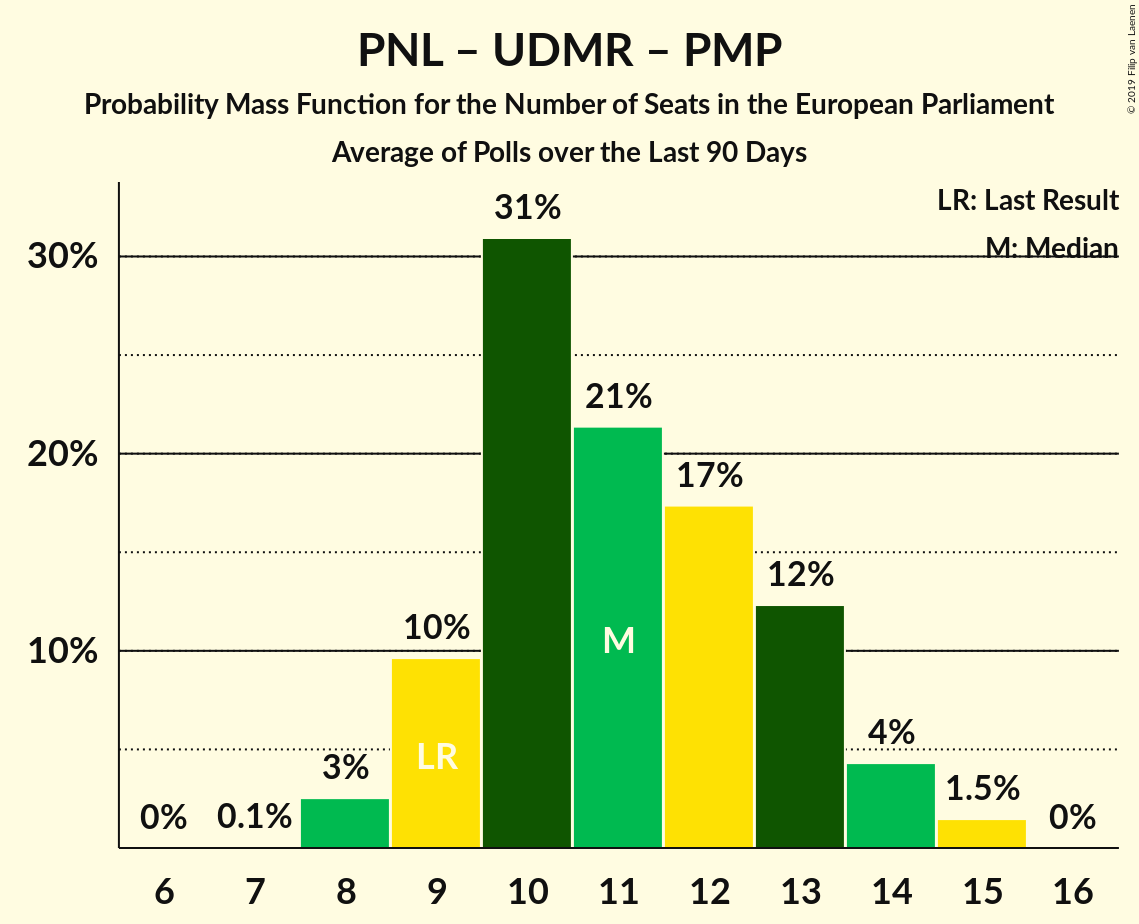 PNL – UDMR – PMP
Probability Mass Function for the Number of Seats in the European Parliament
Average of Polls over the Last 90 Days
© 2019 Filip van Laenen
LR: Last Result
M: Median
30%
20%
10%
0%
0.1%
3%
10%
31%
21%
17%
12%
4%
1.5%
0%
LR
M
6 7 8 9 10 11 12 13 14 15 16